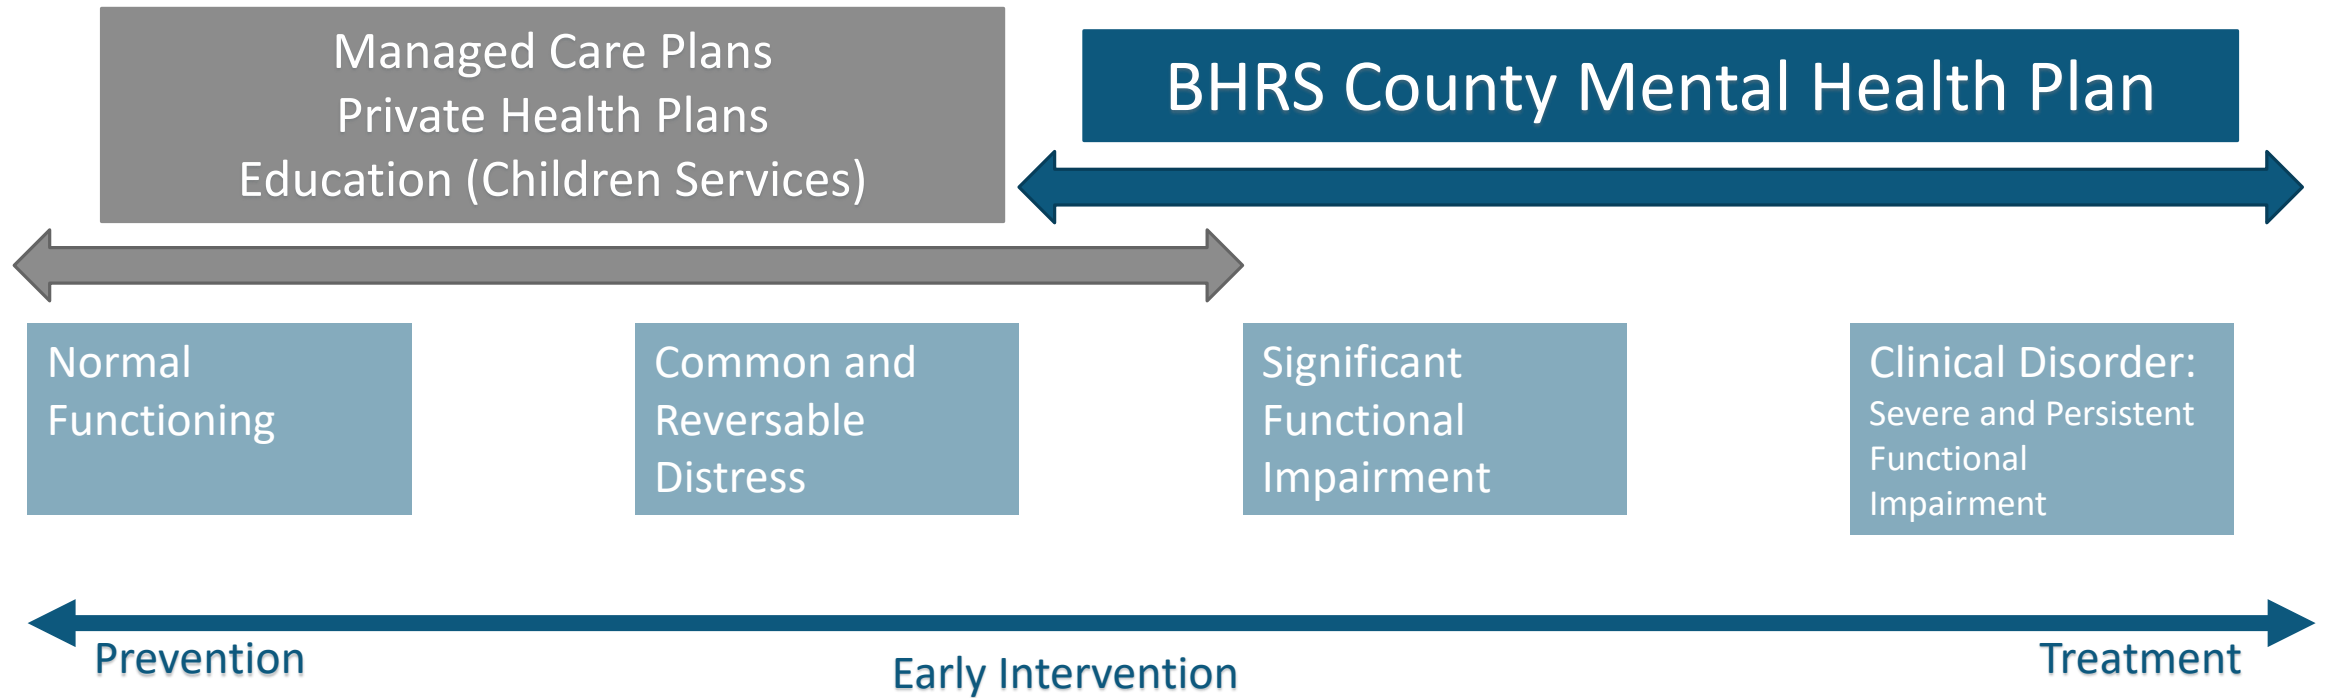 Managed Care Plans
Private Health Plans
Education (Children Services)
BHRS County Mental Health Plan
Normal
Functioning
Common and
Reversable
Distress
Significant
Functional
Impairment
Clinical Disorder:
Severe and Persistent
Functional
Impairment
Prevention
Early Intervention
Treatment